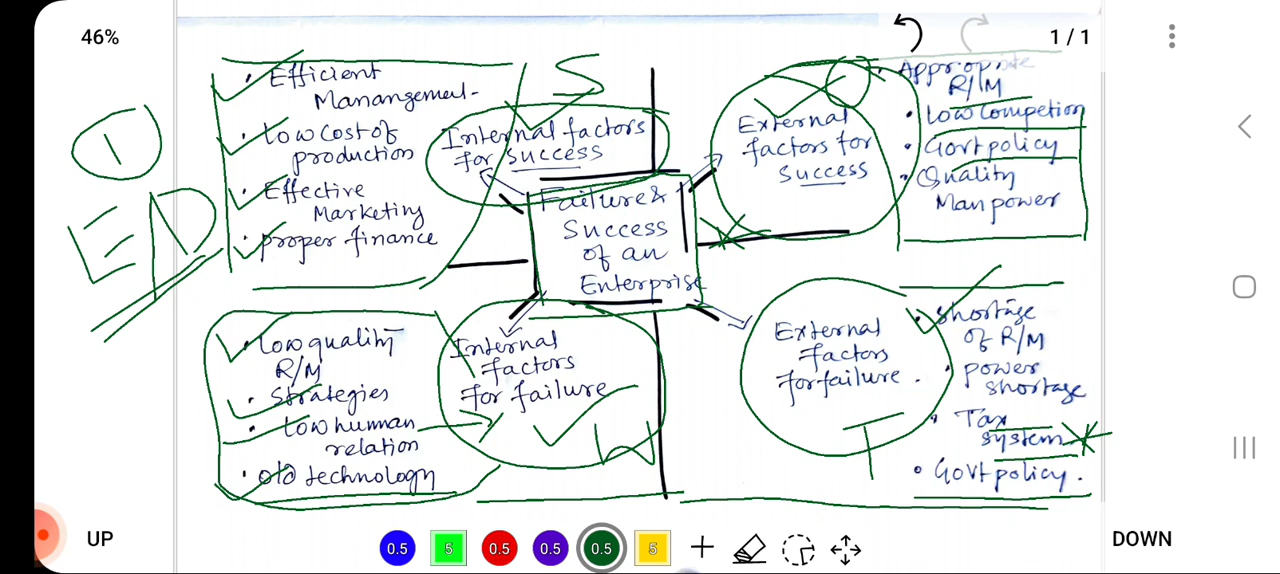 46%
1 / 1
1
ED
• Efficient
Manangement
• Low cost of
production
• Effective
Marketing
• proper finance
S
Internal factors
for success
External
factors for
Success
• Appropriate
R/M
• Low competion
• Govt policy
• Quality
Man power
Failure &
Success
of an
Enterprise
• Low quality
R/M
• Strategies
• Low human
relation
• Old technology
Internal
factors
for failure
W
External
factors
for failure.
T
• Shortage
of R/M
• power
shortage
• Tax
system
• Govt policy.
UP
0.5
5
0.5
0.5
0.5
5
DOWN